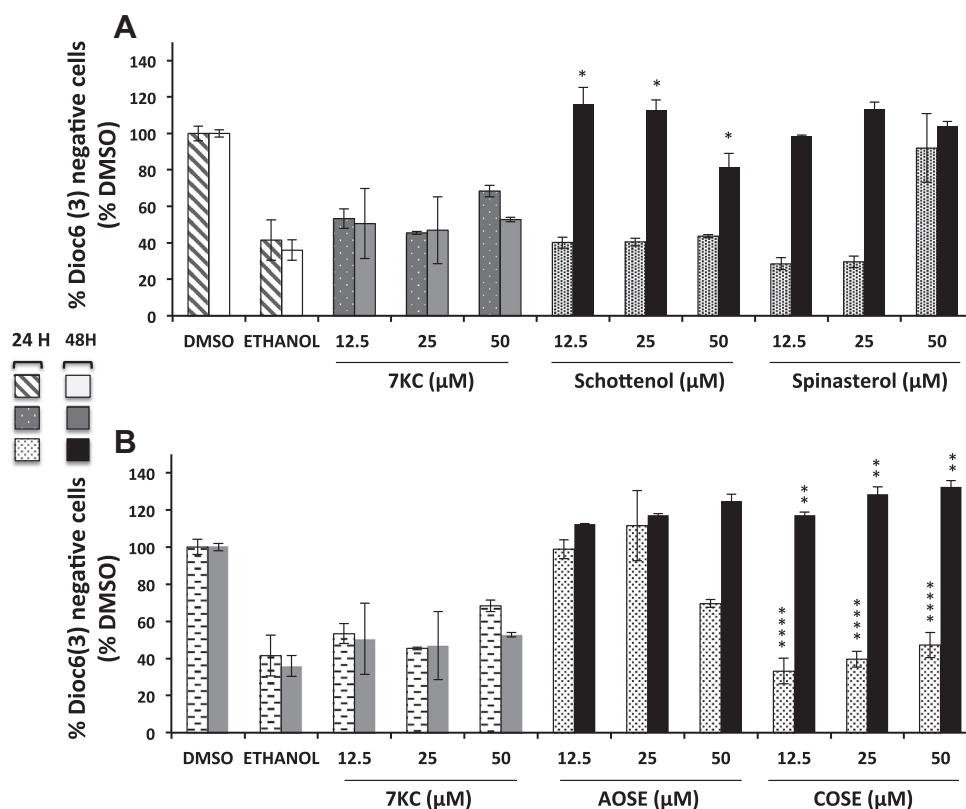 A
% Dioc6 (3) negative cells
(% DMSO)
140
120
100
80
60
40
20
0
* * *
DMSO ETHANOL 12.5 25 50 12.5 25 50 12.5 25 50
7KC (µM) Schottenol (µM) Spinasterol (µM)
24 H 48H
B
% Dioc6(3) negative cells
(% DMSO)
140
120
100
80
60
40
20
0
**** ** **** ** **** **
DMSO ETHANOL 12.5 25 50 12.5 25 50 12.5 25 50
7KC (µM) AOSE (µM) COSE (µM)